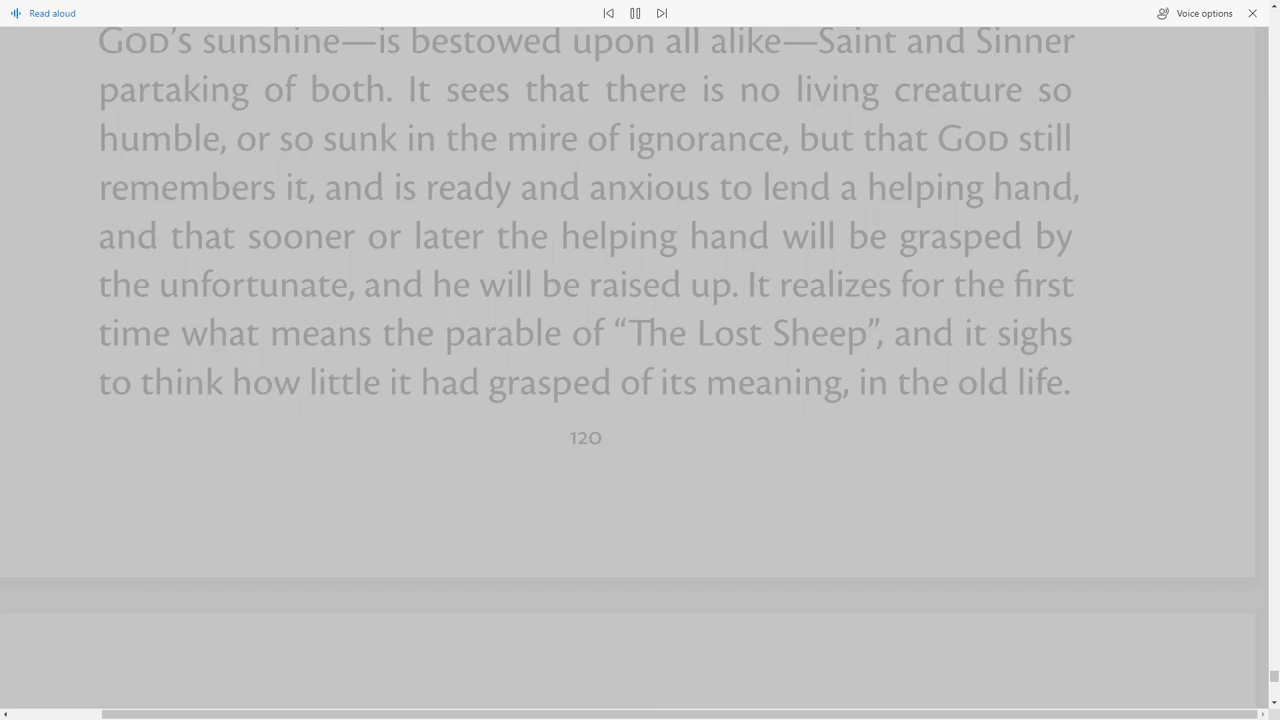 Read aloud
Voice options
God's sunshine—is bestowed upon all alike—Saint and Sinner
partaking of both. It sees that there is no living creature so
humble, or so sunk in the mire of ignorance, but that God still
remembers it, and is ready and anxious to lend a helping hand,
and that sooner or later the helping hand will be grasped by
the unfortunate, and he will be raised up. It realizes for the first
time what means the parable of “The Lost Sheep”, and it sighs
to think how little it had grasped of its meaning, in the old life.
120